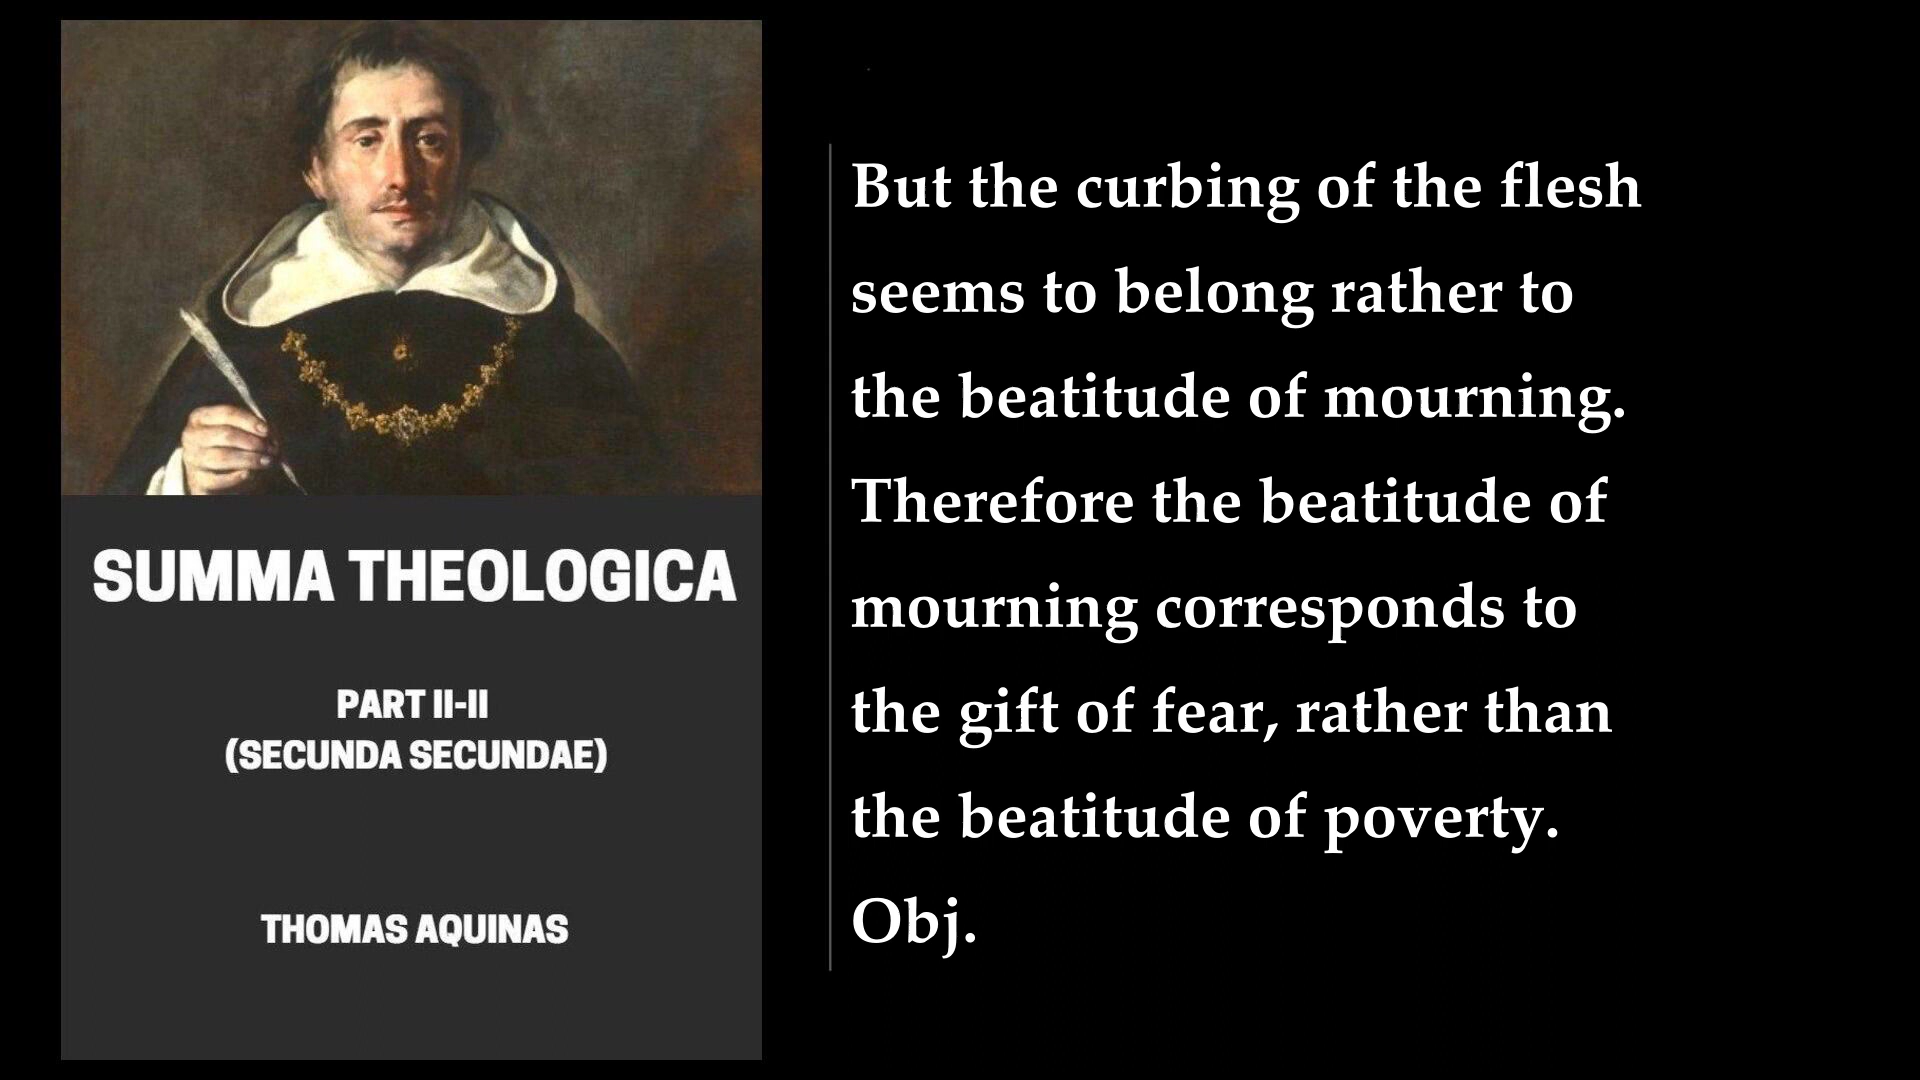 SUMMA THEOLOGICA
PART II-II
(SECUNDA SECUNDAE)
THOMAS AQUINAS
But the curbing of the flesh
seems to belong rather to
the beatitude of mourning.
Therefore the beatitude of
mourning corresponds to
the gift of fear, rather than
the beatitude of poverty.
Obj.